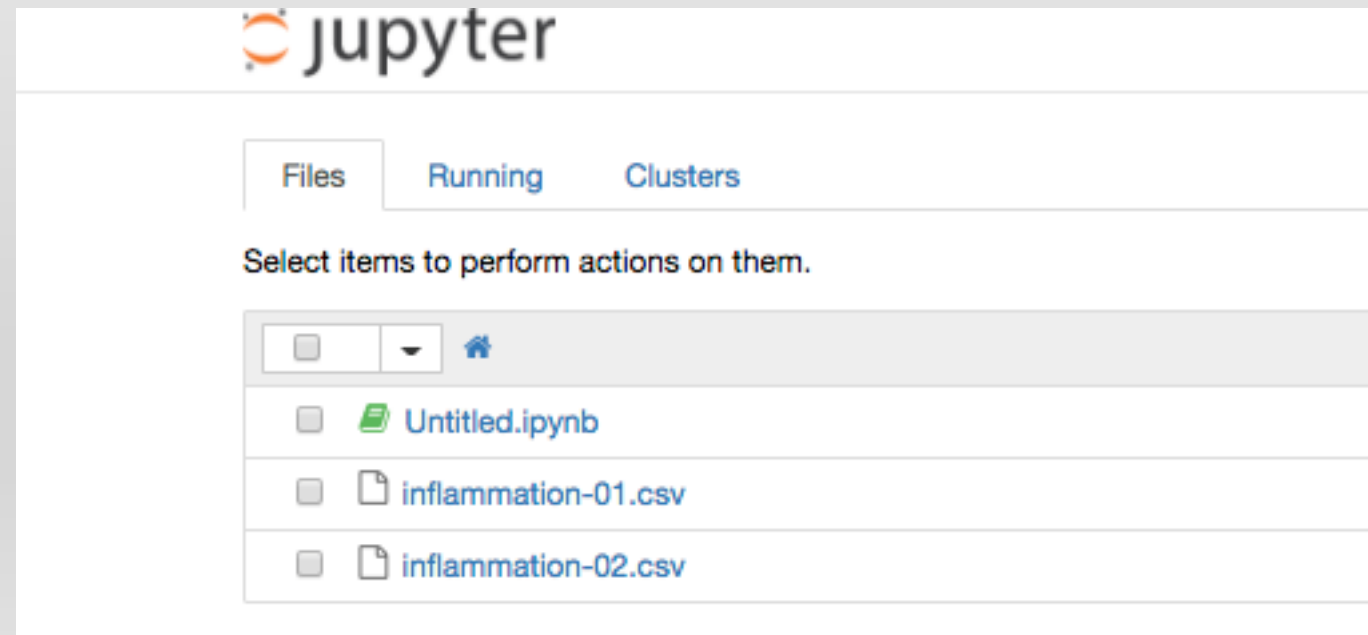 jupyter
Files Running Clusters
Select items to perform actions on them.
Untitled.ipynb
inflammation-01.csv
inflammation-02.csv